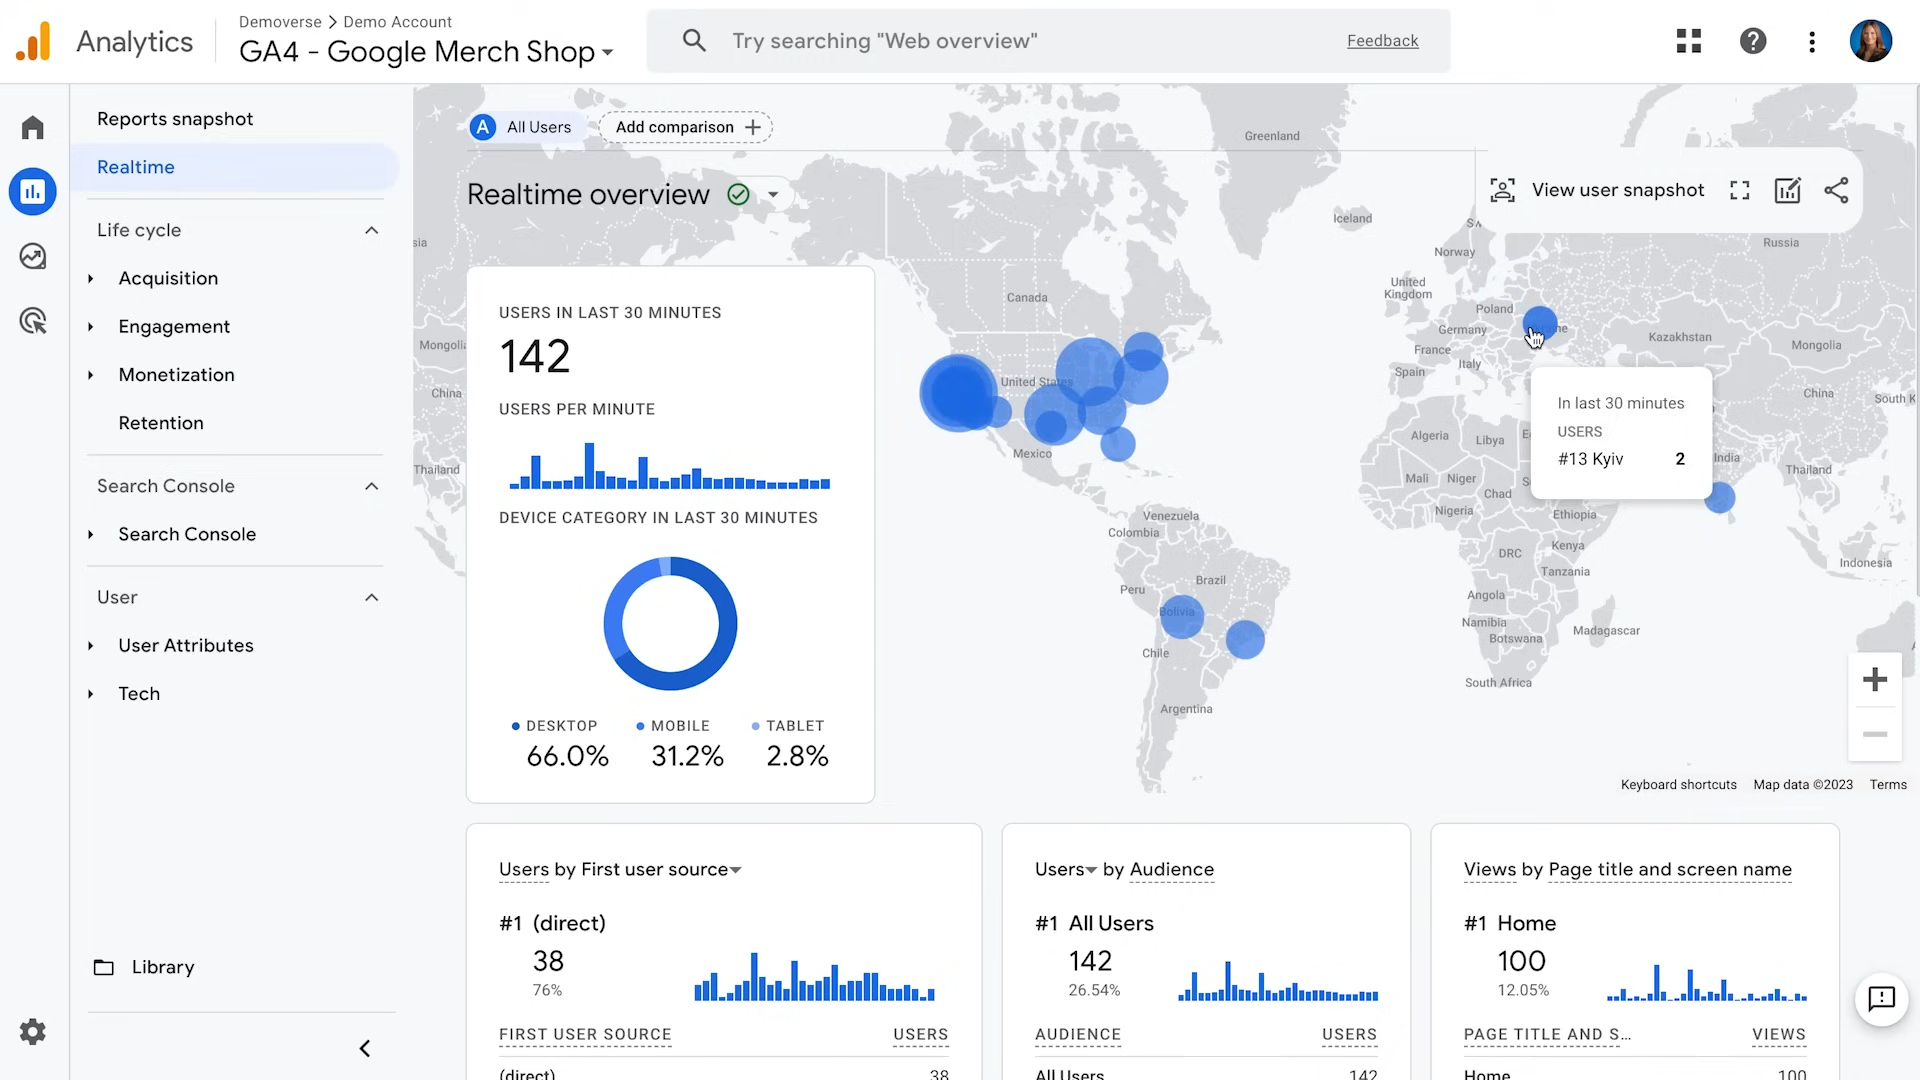 Analytics
Demoverse > Demo Account
GA4 - Google Merch Shop
Try searching "Web overview"
Feedback
Reports snapshot
Realtime
Life cycle
Acquisition
Engagement
Monetization
Retention
Search Console
Search Console
User
User Attributes
Tech
Library
A All Users
Add comparison +
Realtime overview
View user snapshot
USERS IN LAST 30 MINUTES
142
USERS PER MINUTE
DEVICE CATEGORY IN LAST 30 MINUTES
DESKTOP
66.0%
MOBILE
31.2%
TABLET
2.8%
Greenland
Iceland
Norway
Russia
Canada
United Kingdom
Poland
Germany
France
Italy
Spain
Kazakhstan
Mongolia
China
South K
Mongolia
China
Thailand
United States
Mexico
Algeria
Libya
Mali
Niger
Chad
Nigeria
Ethiopia
India
Thailand
Venezuela
Colombia
DRC
Kenya
Tanzania
Indonesia
Brazil
Peru
Bolivia
Angola
Namibia
Botswana
Madagascar
Chile
South Africa
Argentina
In last 30 minutes
USERS
#13 Kyiv 2
Keyboard shortcuts
Map data ©2023
Terms
Users by First user source
#1 (direct)
38
76%
FIRST USER SOURCE USERS
(direct) 38
Users by Audience
#1 All Users
142
26.54%
AUDIENCE USERS
All Users 142
Views by Page title and screen name
#1 Home
100
12.05%
PAGE TITLE AND S... VIEWS
Home 100